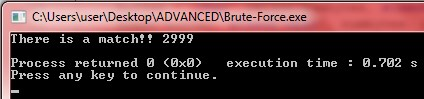 C:\Users\user\Desktop\ADVANCED\Brute-Force.exe
There is a match!! 2999
Process returned 0 (0x0)   execution time : 0.702 s
Press any key to continue.